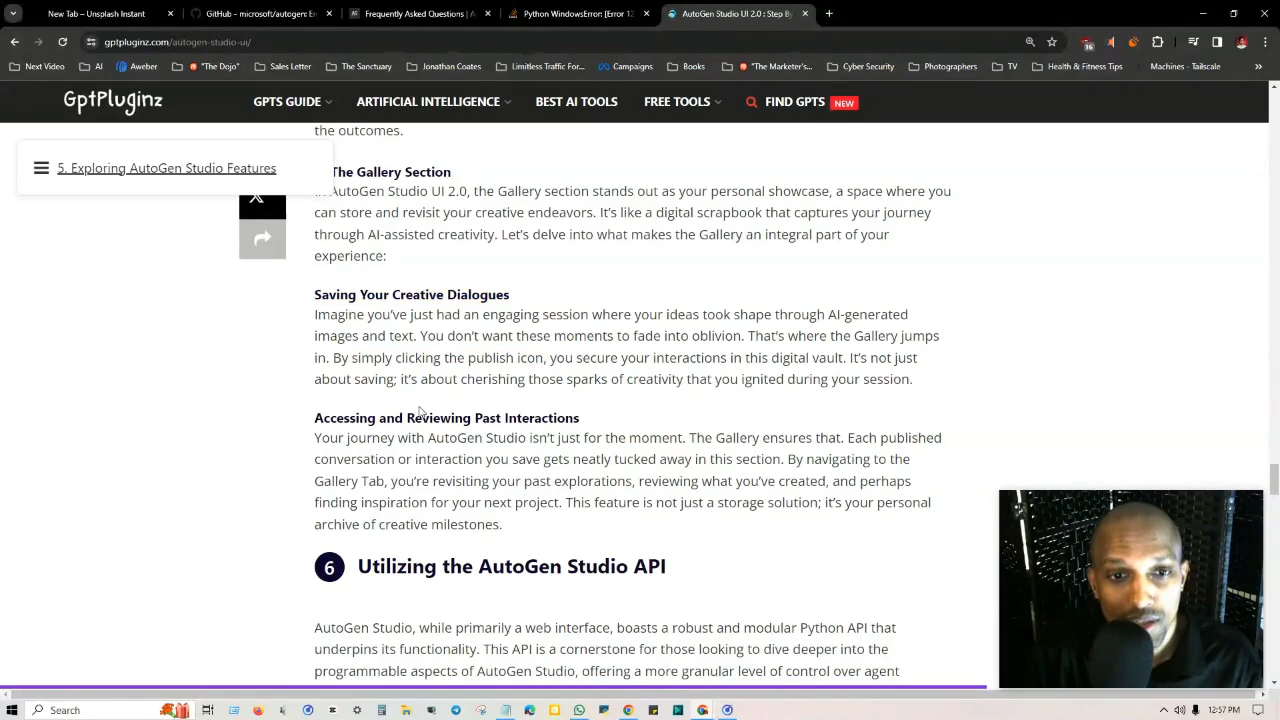 New Tab – Unsplash Instant
GitHub - microsoft/autogen: En
Frequently Asked Questions | A
Python WindowsError: [Error 12
AutoGen Studio UI 2.0 : Step By
gptpluginz.com/autogen-studio-ui/
16
Next Video
AI
Aweber
"The Dojo"
Sales Letter
The Sanctuary
Jonathan Coates
Limitless Traffic For...
Campaigns
Books
"The Marketer's...
Cyber Security
Photographers
TV
Health & Fitness Tips
Machines - Tailscale
GptPluginz
GPTS GUIDE
ARTIFICIAL INTELLIGENCE
BEST AI TOOLS
FREE TOOLS
FIND GPTS NEW
the outcomes.
5. Exploring AutoGen Studio Features
The Gallery Section
AutoGen Studio UI 2.0, the Gallery section stands out as your personal showcase, a space where you
can store and revisit your creative endeavors. It's like a digital scrapbook that captures your journey
through AI-assisted creativity. Let's delve into what makes the Gallery an integral part of your
experience:
Saving Your Creative Dialogues
Imagine you've just had an engaging session where your ideas took shape through AI-generated
images and text. You don't want these moments to fade into oblivion. That's where the Gallery jumps
in. By simply clicking the publish icon, you secure your interactions in this digital vault. It's not just
about saving; it's about cherishing those sparks of creativity that you ignited during your session.
Accessing and Reviewing Past Interactions
Your journey with AutoGen Studio isn't just for the moment. The Gallery ensures that. Each published
conversation or interaction you save gets neatly tucked away in this section. By navigating to the
Gallery Tab, you're revisiting your past explorations, reviewing what you've created, and perhaps
finding inspiration for your next project. This feature is not just a storage solution; it's your personal
archive of creative milestones.
6 Utilizing the AutoGen Studio API
AutoGen Studio, while primarily a web interface, boasts a robust and modular Python API that
underpins its functionality. This API is a cornerstone for those looking to dive deeper into the
programmable aspects of AutoGen Studio, offering a more granular level of control over agent
Search
12:57 PM